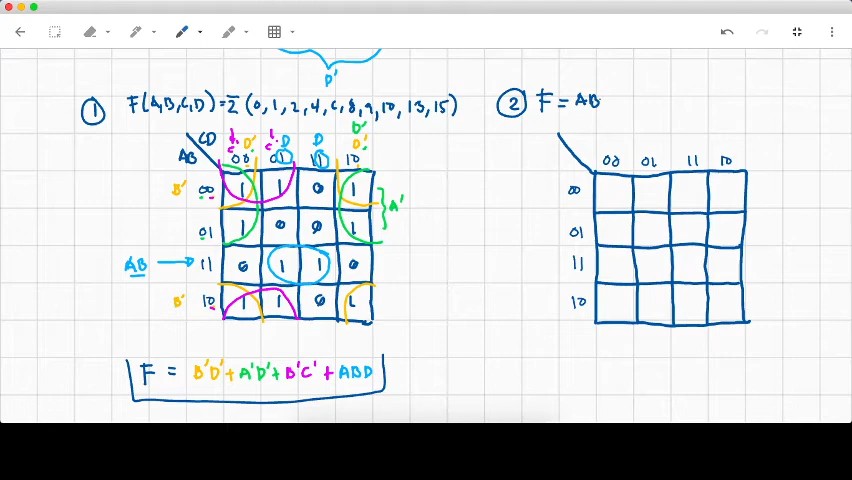 D'
① F(A,B,C,D) = Σ (0, 1, 2, 4, 6, 8, 9, 10, 13, 15)
C' D' C' D D D' D'
CD
AB
00 01 11 10
B' 00 1 1 0 1
A'
01 1 0 0 1
AB → 11 0 1 1 0
B' 10 1 1 0 1
F = B'D' + A'D' + B'C' + ABD
② F = AB
00 01 11 10
00
01
11
10